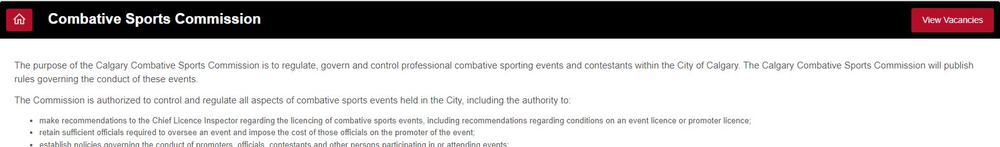 Combative Sports Commission
View Vacancies
The purpose of the Calgary Combative Sports Commission is to regulate, govern and control professional combative sporting events and contestants within the City of Calgary. The Calgary Combative Sports Commission will publish
rules governing the conduct of these events.
The Commission is authorized to control and regulate all aspects of combative sports events held in the City, including the authority to:
• make recommendations to the Chief Licence Inspector regarding the licencing of combative sports events, including recommendations regarding conditions on an event licence or promoter licence;
• retain sufficient officials required to oversee an event and impose the cost of those officials on the promoter of the event;
• establish policies governing the conduct of promoters, officials, contestants and other persons participating in or attending events;